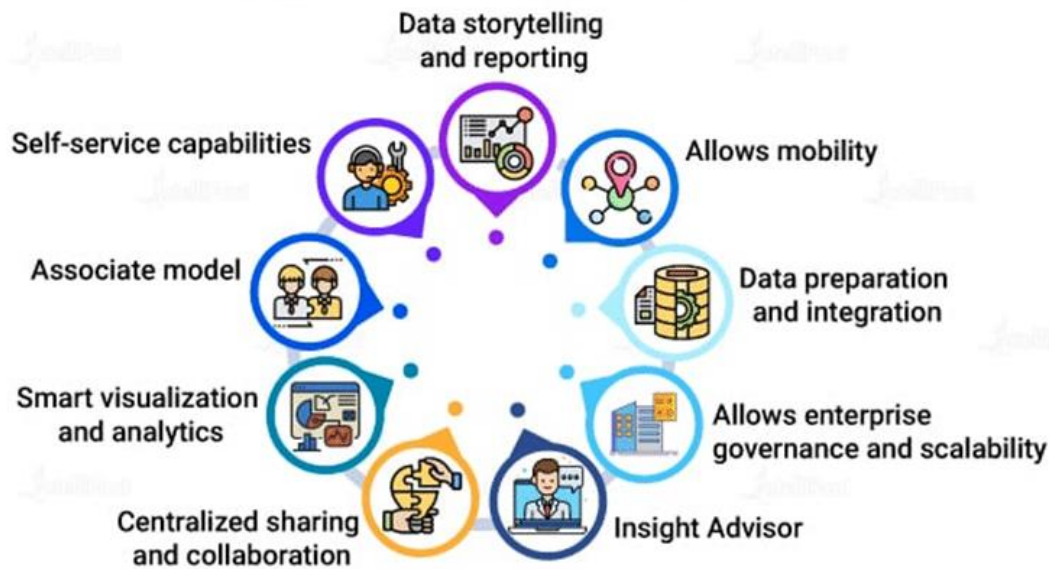 Data storytelling
and reporting
Self-service capabilities
Allows mobility
Associate model
Data preparation
and integration
Smart visualization
and analytics
Allows enterprise
governance and scalability
Centralized sharing
and collaboration
Insight Advisor